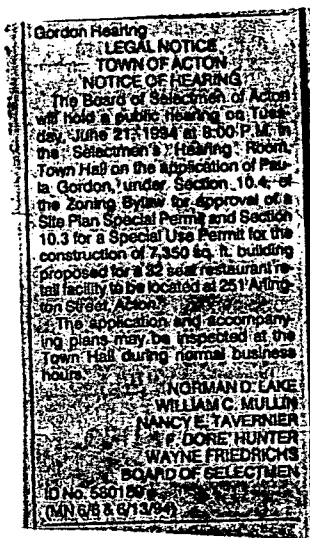 Gordon Hearing
LEGAL NOTICE
TOWN OF ACTON
NOTICE OF HEARING
The Board of Selectmen of Acton
will hold a public hearing on Tues-
day, June 21, 1994 at 8:00 P.M. in
the Selectmen's Hearing Room,
Town Hall on the application of Pau-
la Gordon, under Section 10.4, of
the Zoning Bylaw for approval of a
Site Plan Special Permit and Section
10.3 for a Special Use Permit for the
construction of 7,350 sq. ft. building
proposed for a 32 seat restaurant re-
tail facility to be located at 251 Arling-
ton Street, Acton.
The application and accompany-
ing plans may be inspected at the
Town Hall during normal business
hours.
NORMAN D. LAKE
WILLIAM C. MULLIN
NANCY E. TAVERNIER
F. DORE' HUNTER
WAYNE FRIEDRICHS
BOARD OF SELECTMEN
ID No.
(MN 6/8 & 6/13/94)